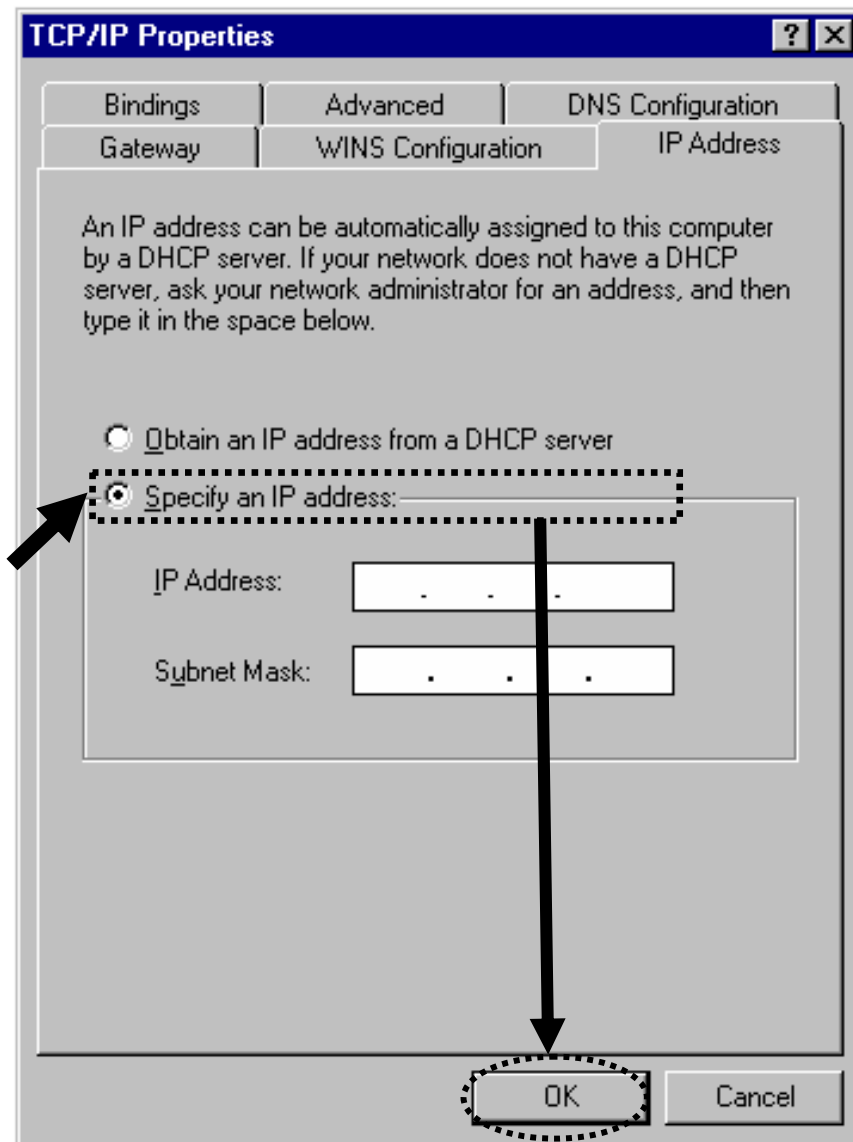 TCP/IP Properties
Bindings Advanced DNS Configuration
Gateway WINS Configuration IP Address
An IP address can be automatically assigned to this computer
by a DHCP server. If your network does not have a DHCP
server, ask your network administrator for an address, and then
type it in the space below.
Obtain an IP address from a DHCP server
Specify an IP address:
IP Address: . . .
Subnet Mask: . . .
OK Cancel